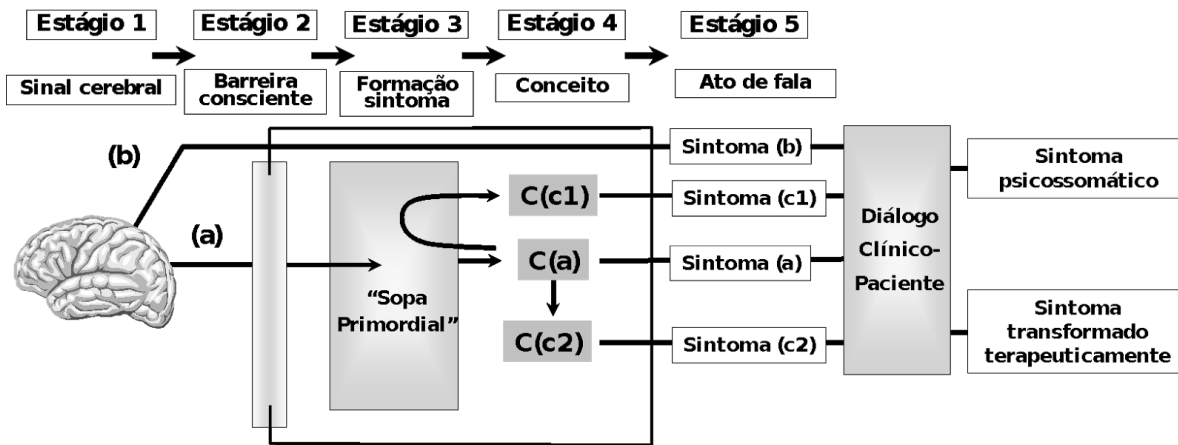 Estágio 1
Estágio 2
Estágio 3
Estágio 4
Estágio 5
Sinal cerebral
Barreira
consciente
Formação
sintoma
Conceito
Ato de fala
(b)
(a)
“Sopa
Primordial”
C(c1)
C(a)
C(c2)
Sintoma (b)
Sintoma (c1)
Sintoma (a)
Sintoma (c2)
Diálogo
Clínico-
Paciente
Sintoma
psicossomático
Sintoma
transformado
terapeuticamente